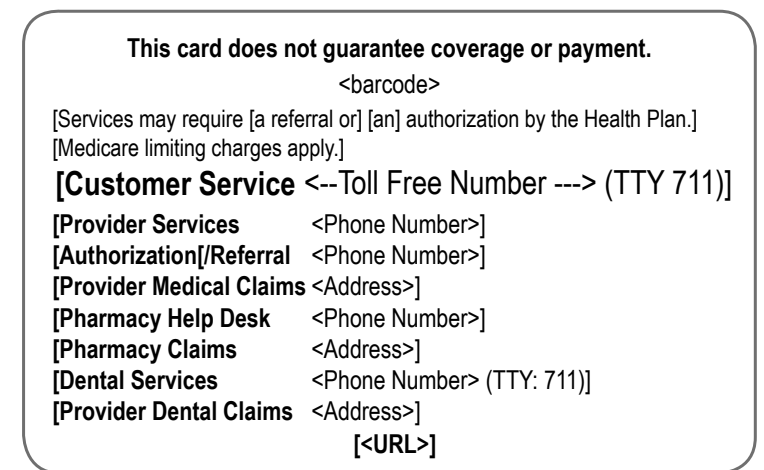 This card does not guarantee coverage or payment.
<barcode>
[Services may require [a referral or] [an] authorization by the Health Plan.]
[Medicare limiting charges apply.]
[Customer Service <--Toll Free Number ---> (TTY 711)]
[Provider Services <Phone Number>]
[Authorization[/Referral <Phone Number>]
[Provider Medical Claims <Address>]
[Pharmacy Help Desk <Phone Number>]
[Pharmacy Claims <Address>]
[Dental Services <Phone Number> (TTY: 711)]
[Provider Dental Claims <Address>]
[<URL>]